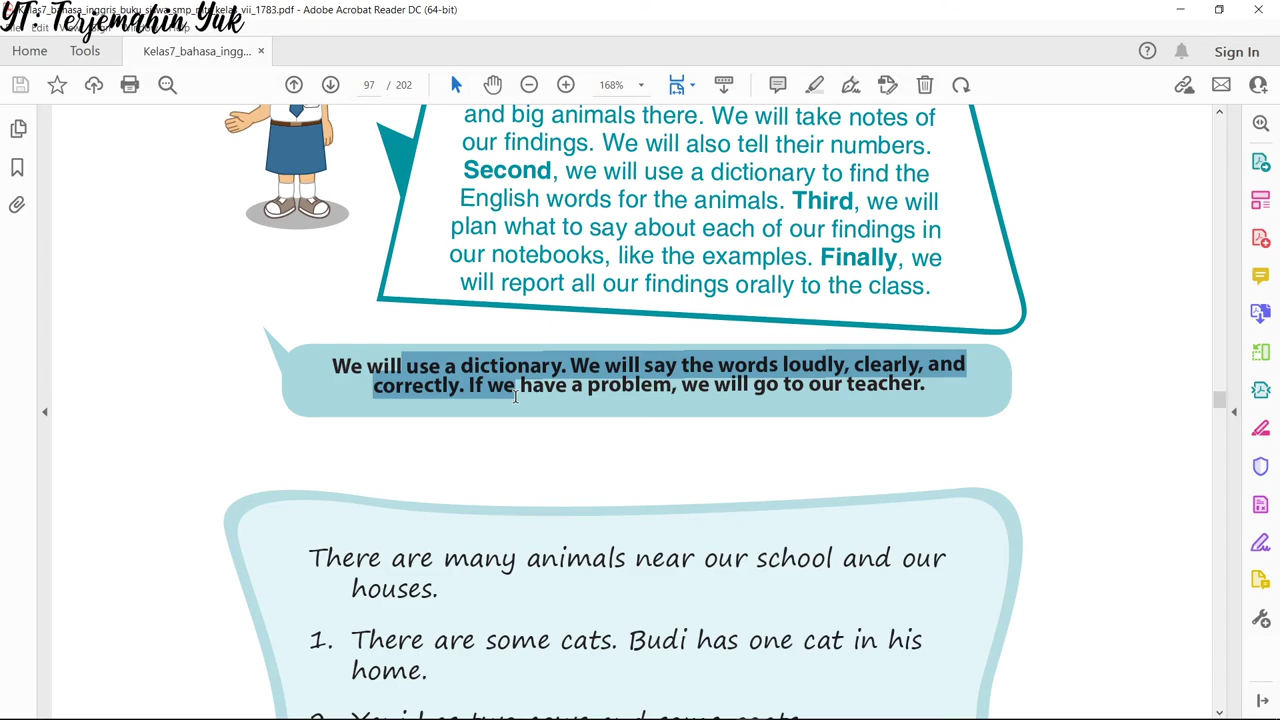 YT: Terjemahin Yuk
Kelas7_bahasa_inggris_buku_siswa_smp_mts_kelas_vii_1783.pdf - Adobe Acrobat Reader DC (64-bit)
Home Tools Kelas7_bahasa_ingg... × Sign In
97 / 202 168%
and big animals there. We will take notes of
our findings. We will also tell their numbers.
Second, we will use a dictionary to find the
English words for the animals. Third, we will
plan what to say about each of our findings in
our notebooks, like the examples. Finally, we
will report all our findings orally to the class.
We will use a dictionary. We will say the words loudly, clearly, and
correctly. If we have a problem, we will go to our teacher.
There are many animals near our school and our
houses.
1. There are some cats. Budi has one cat in his
home.